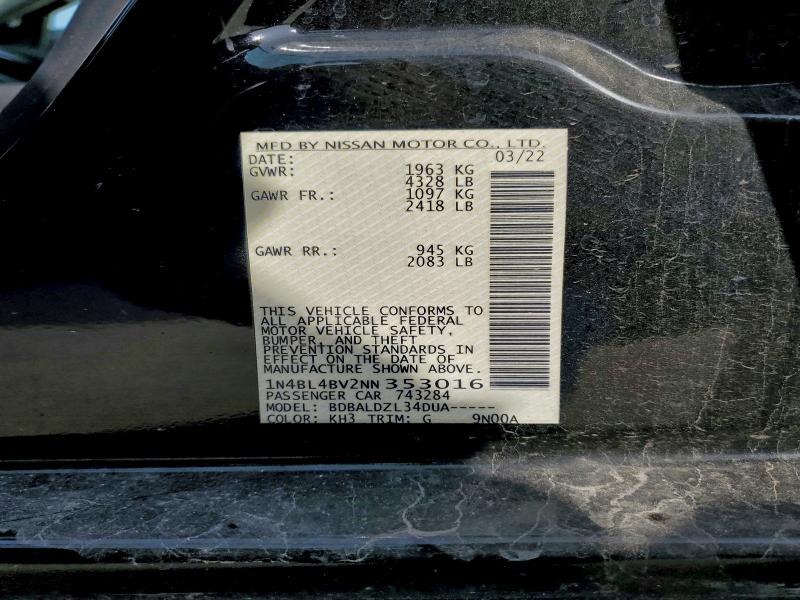 MFD BY NISSAN MOTOR CO., LTD.
DATE: 03/22
GVWR: 1963 KG
4328 LB
GAWR FR.: 1097 KG
2418 LB
GAWR RR.: 945 KG
2083 LB
THIS VEHICLE CONFORMS TO
ALL APPLICABLE FEDERAL
MOTOR VEHICLE SAFETY,
BUMPER, AND THEFT
PREVENTION STANDARDS IN
EFFECT ON THE DATE OF
MANUFACTURE SHOWN ABOVE.
1N4BL4BV2NN 353016
PASSENGER CAR 743284
MODEL: BDBALDZL34DUA-----
COLOR: KH3 TRIM: G 9N00A